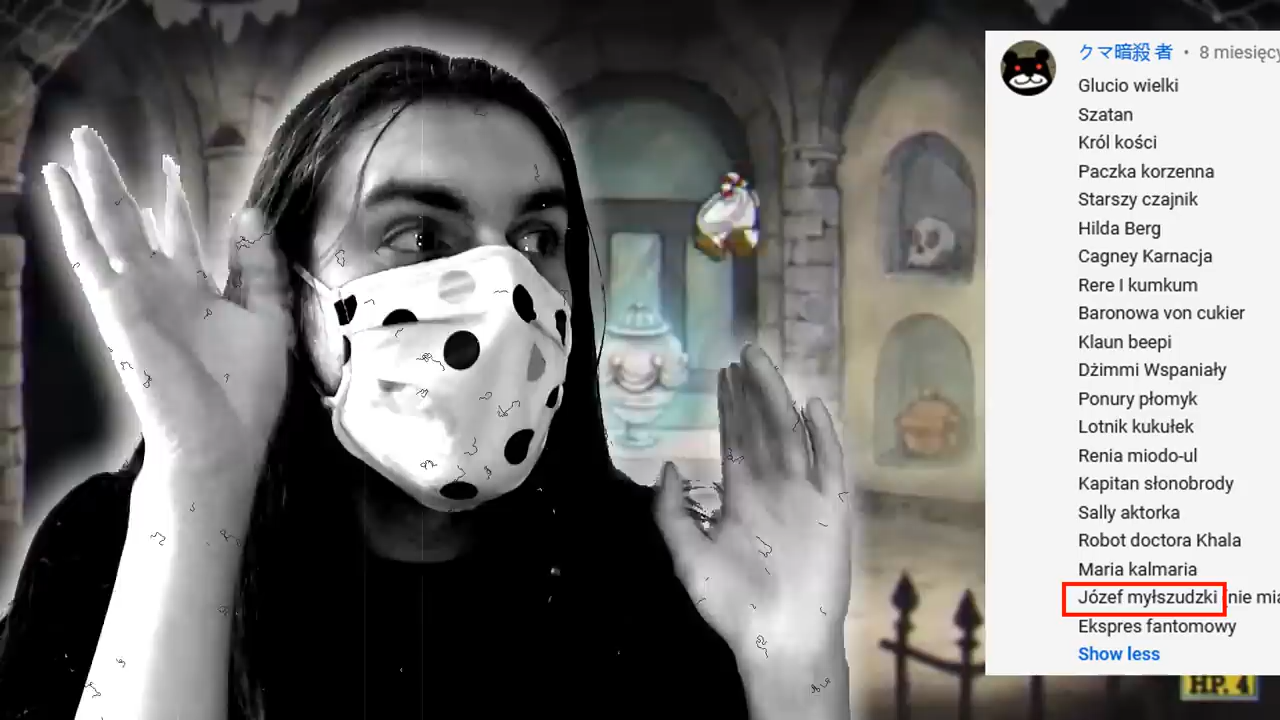 クマ暗殺 者 • 8 miesięcy
Glucio wielki
Szatan
Król kości
Paczka korzenna
Starszy czajnik
Hilda Berg
Cagney Karnacja
Rere I kumkum
Baronowa von cukier
Klaun beepi
Dżimmi Wspaniały
Ponury płomyk
Lotnik kukułek
Renia miodo-ul
Kapitan słonobrody
Sally aktorka
Robot doctora Khala
Maria kalmaria
Józef myłszudzki (nie mia
Ekspres fantomowy
Show less
HP. 4